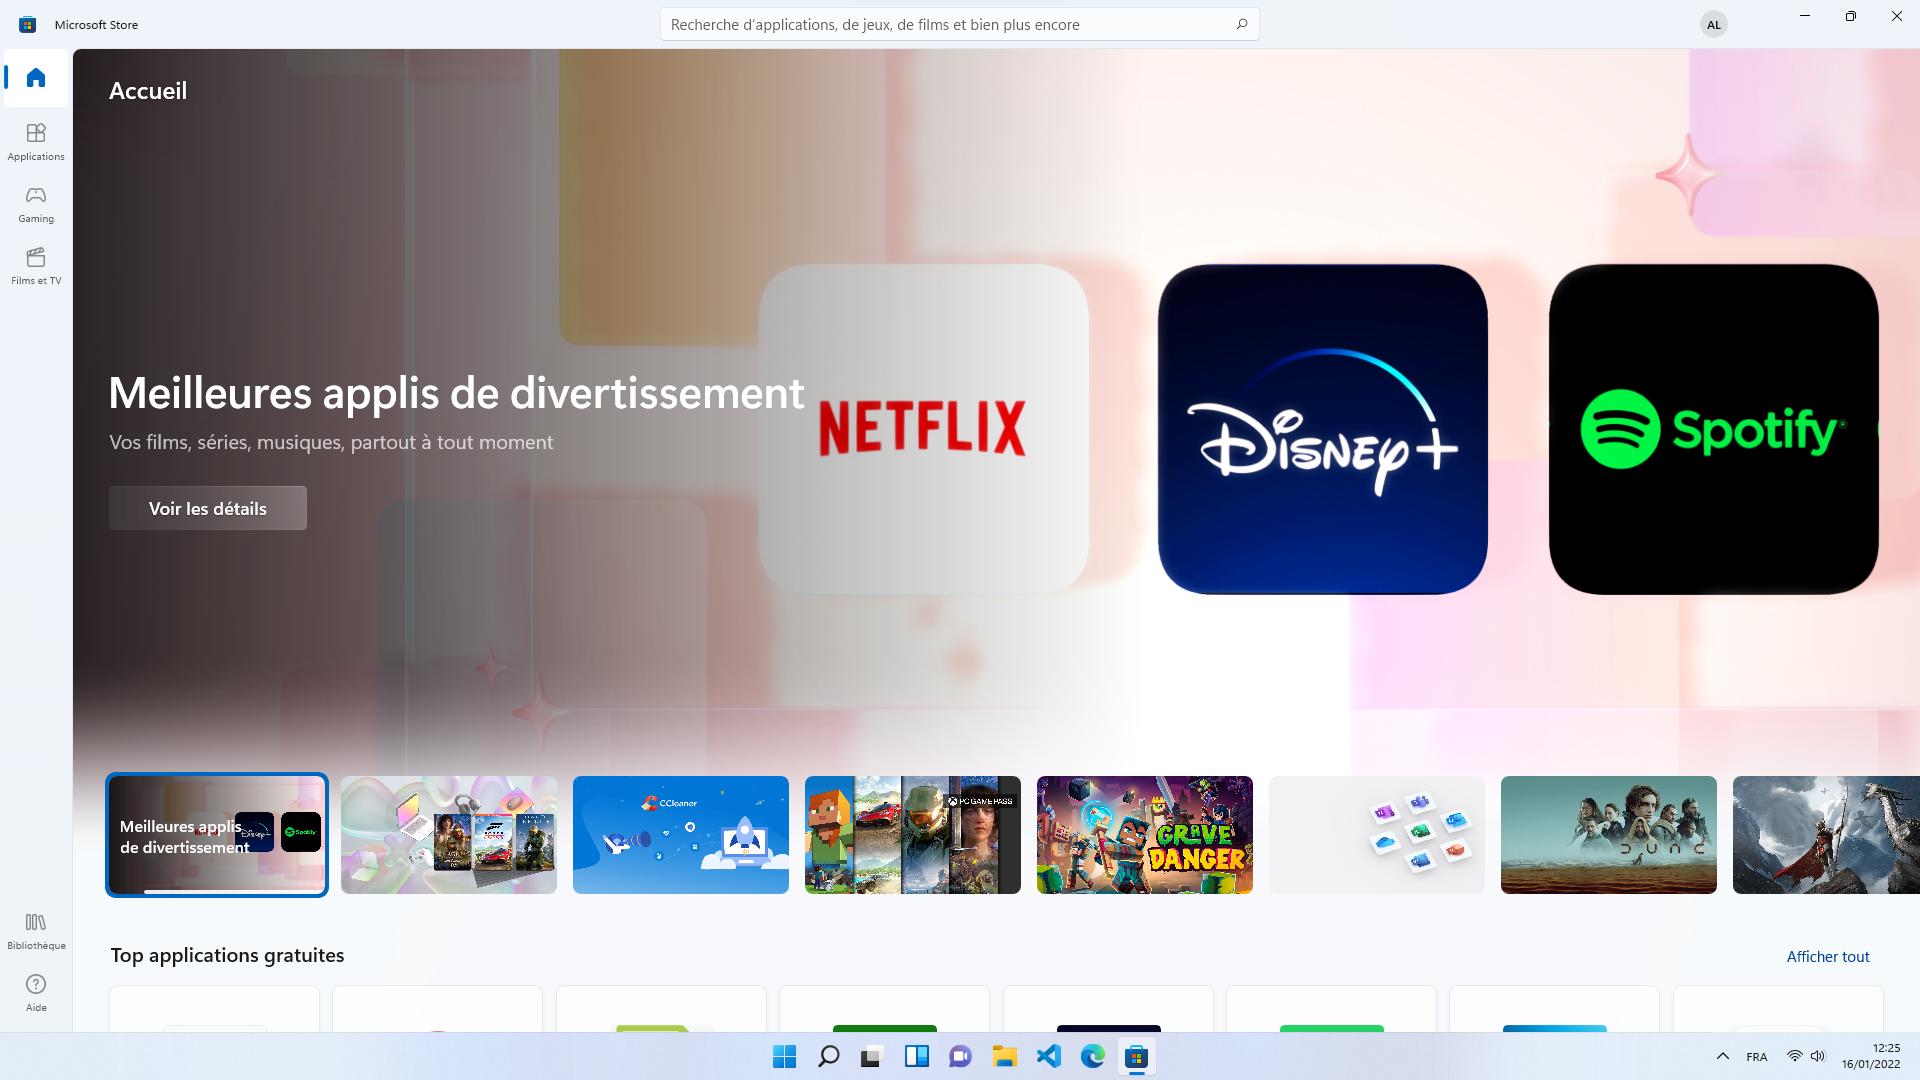 Microsoft Store
Recherche d'applications, de jeux, de films et bien plus encore
AL
Accueil
Applications
Gaming
Films et TV
Meilleures applis de divertissement
Vos films, séries, musiques, partout à tout moment
Voir les détails
NETFLIX
Disney+
Spotify
Meilleures applis
de divertissement
Disney+
Spotify
CCleaner
PC GAME PASS
GRAVE
DANGER
DUNE
Bibliothèque
Aide
Top applications gratuites
Afficher tout
FRA
12:25
16/01/2022